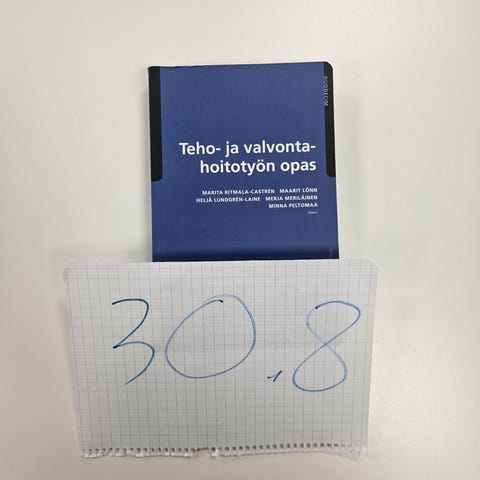 DUODECIM
Teho- ja valvonta-
hoitotyön opas
MARITA RITMALA-CASTRÉN MAARIT LÖNN
HELJÄ LUNDGRÉN-LAINE MERJA MERILÄINEN
MINNA PELTOMAA
30.8